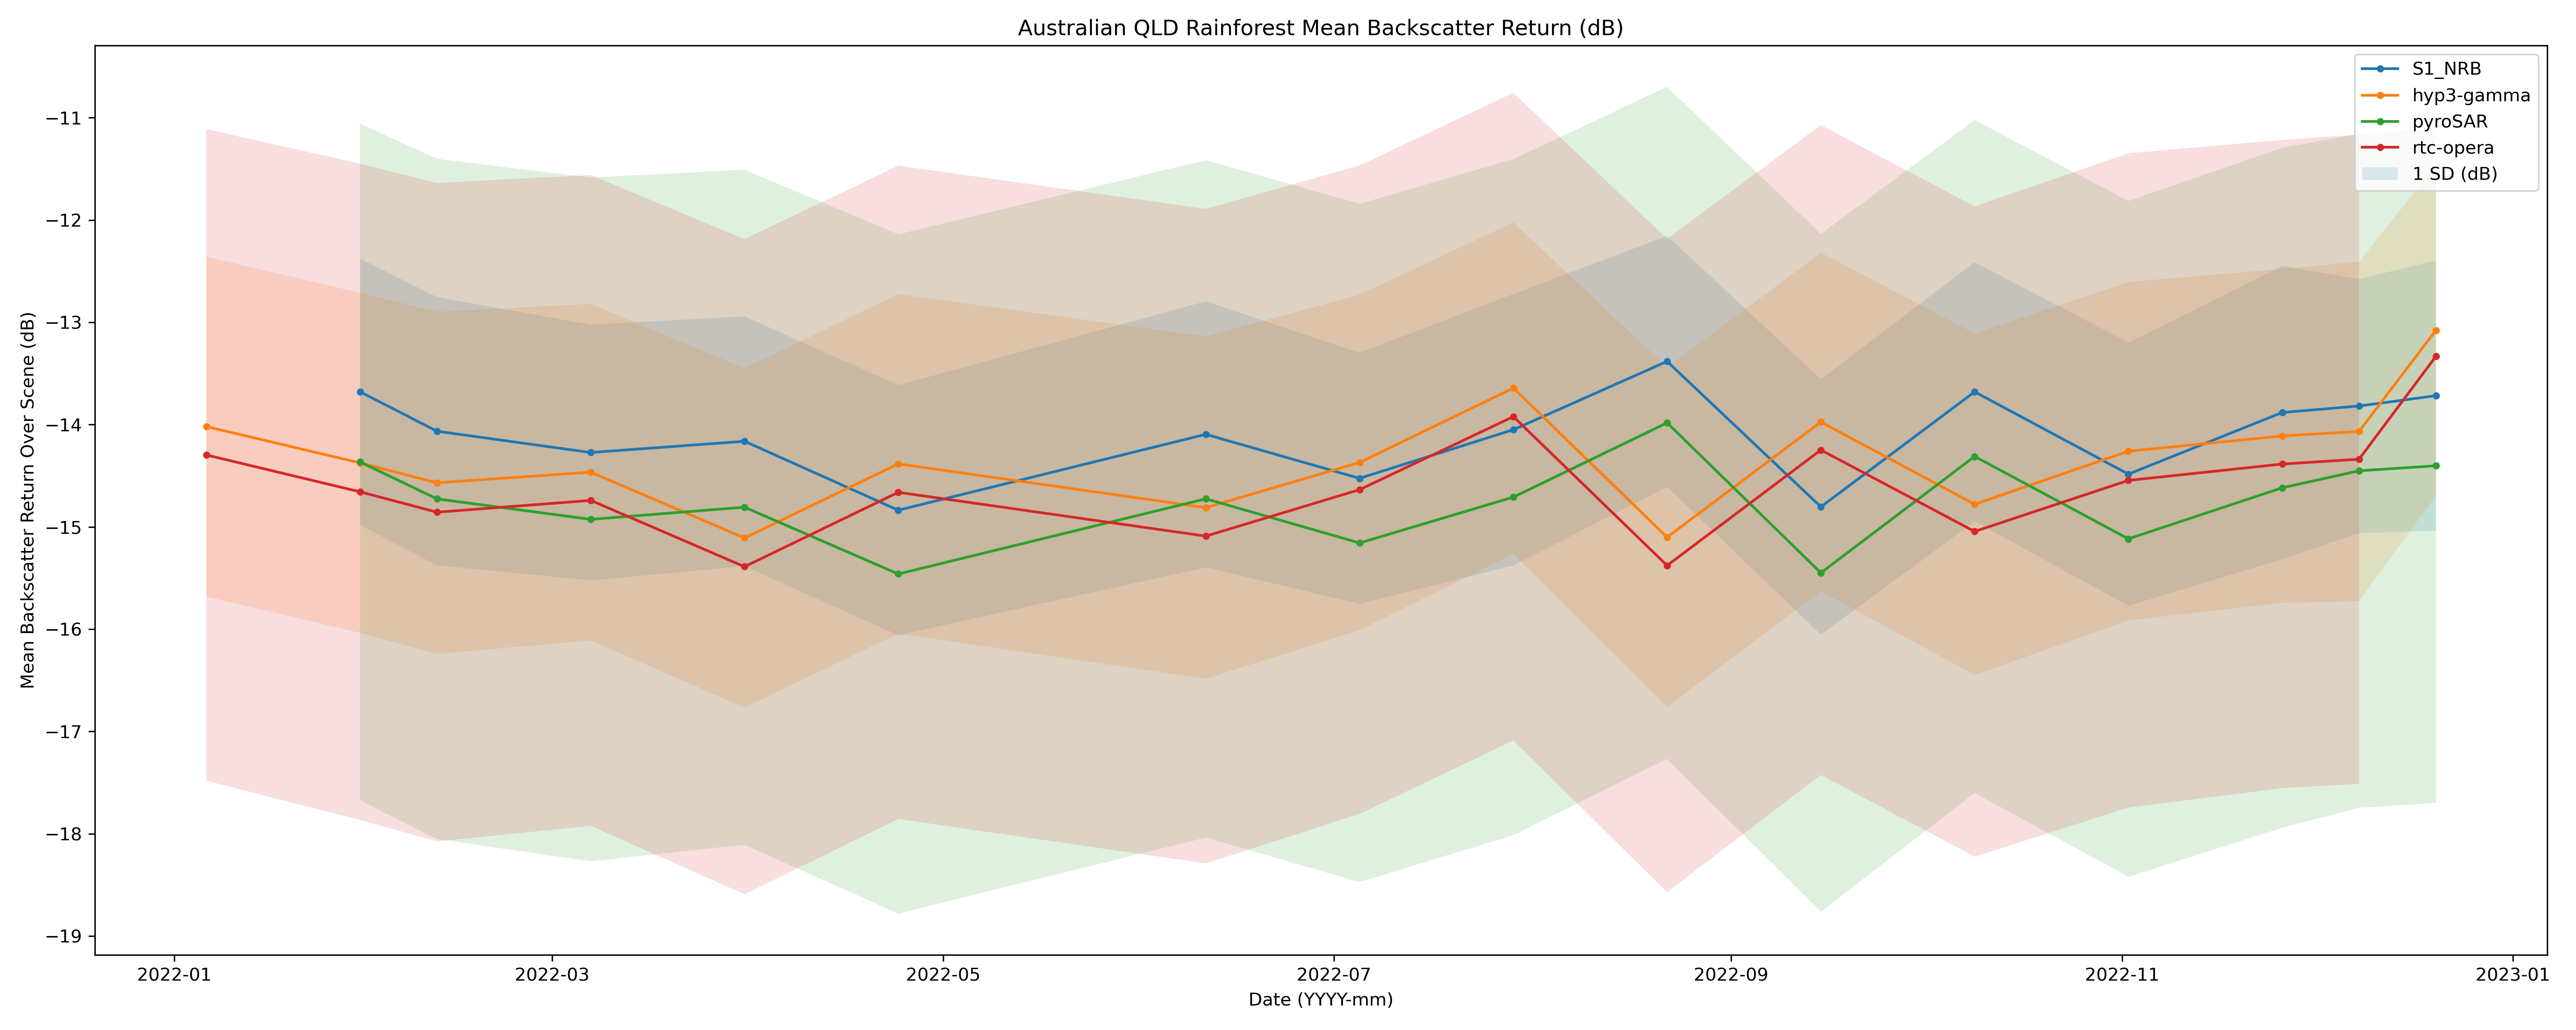 Australian QLD Rainforest Mean Backscatter Return (dB)
S1_NRB
hyp3-gamma
pyroSAR
rtc-opera
1 SD (dB)
Mean Backscatter Return Over Scene (dB)
−11
−12
−13
−14
−15
−16
−17
−18
−19
2022-01
2022-03
2022-05
2022-07
2022-09
2022-11
2023-01
Date (YYYY-mm)